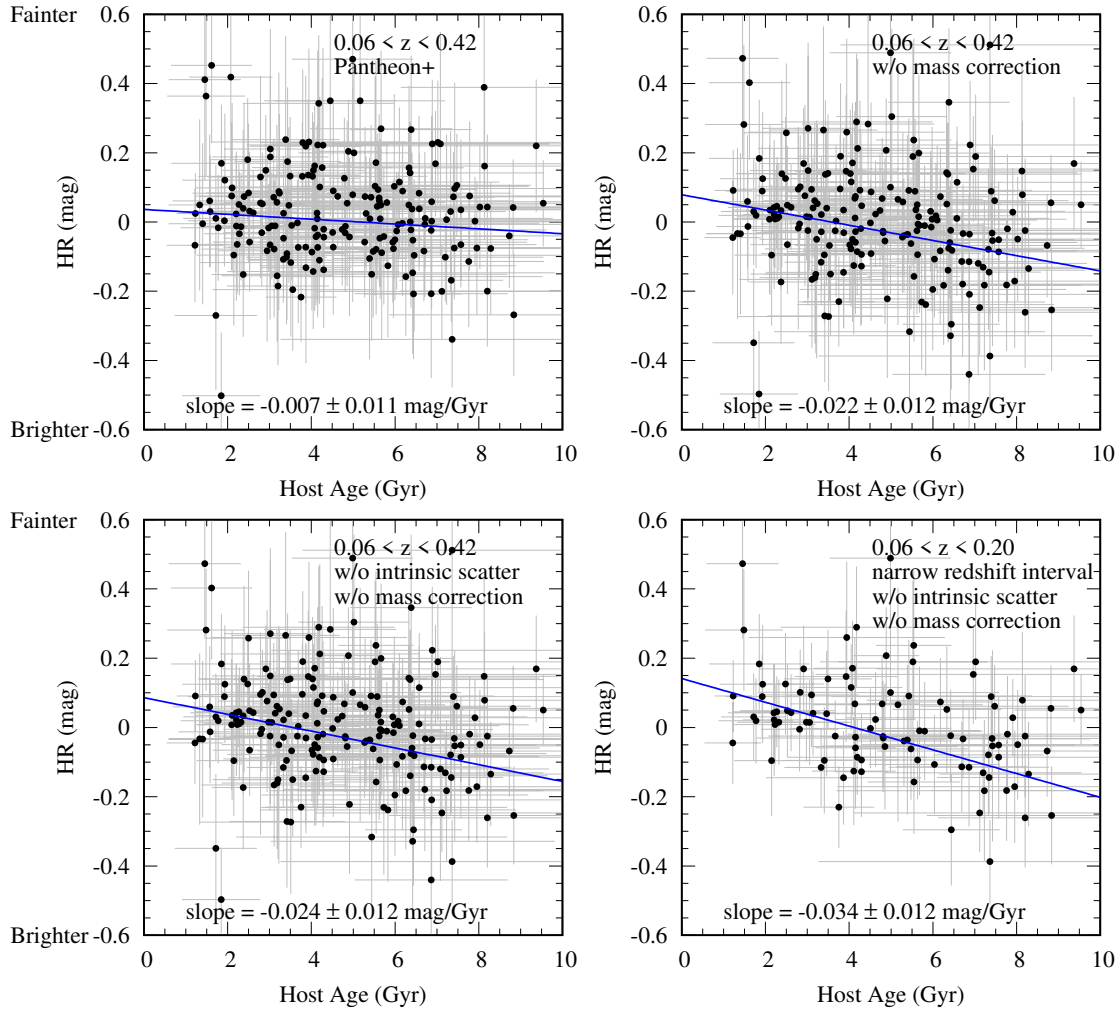 Fainter
0.6
0.06 < z < 0.42
Pantheon+
0.4
0.2
HR (mag)
0
-0.2
-0.4
slope = -0.007 ± 0.011 mag/Gyr
Brighter -0.6
0 2 4 6 8 10
Host Age (Gyr)
0.6
0.06 < z < 0.42
w/o mass correction
0.4
0.2
HR (mag)
0
-0.2
-0.4
slope = -0.022 ± 0.012 mag/Gyr
-0.6
0 2 4 6 8 10
Host Age (Gyr)
Fainter
0.6
0.06 < z < 0.42
w/o intrinsic scatter
w/o mass correction
0.4
0.2
HR (mag)
0
-0.2
-0.4
slope = -0.024 ± 0.012 mag/Gyr
Brighter -0.6
0 2 4 6 8 10
Host Age (Gyr)
0.6
0.06 < z < 0.20
narrow redshift interval
w/o intrinsic scatter
w/o mass correction
0.4
0.2
HR (mag)
0
-0.2
-0.4
slope = -0.034 ± 0.012 mag/Gyr
-0.6
0 2 4 6 8 10
Host Age (Gyr)